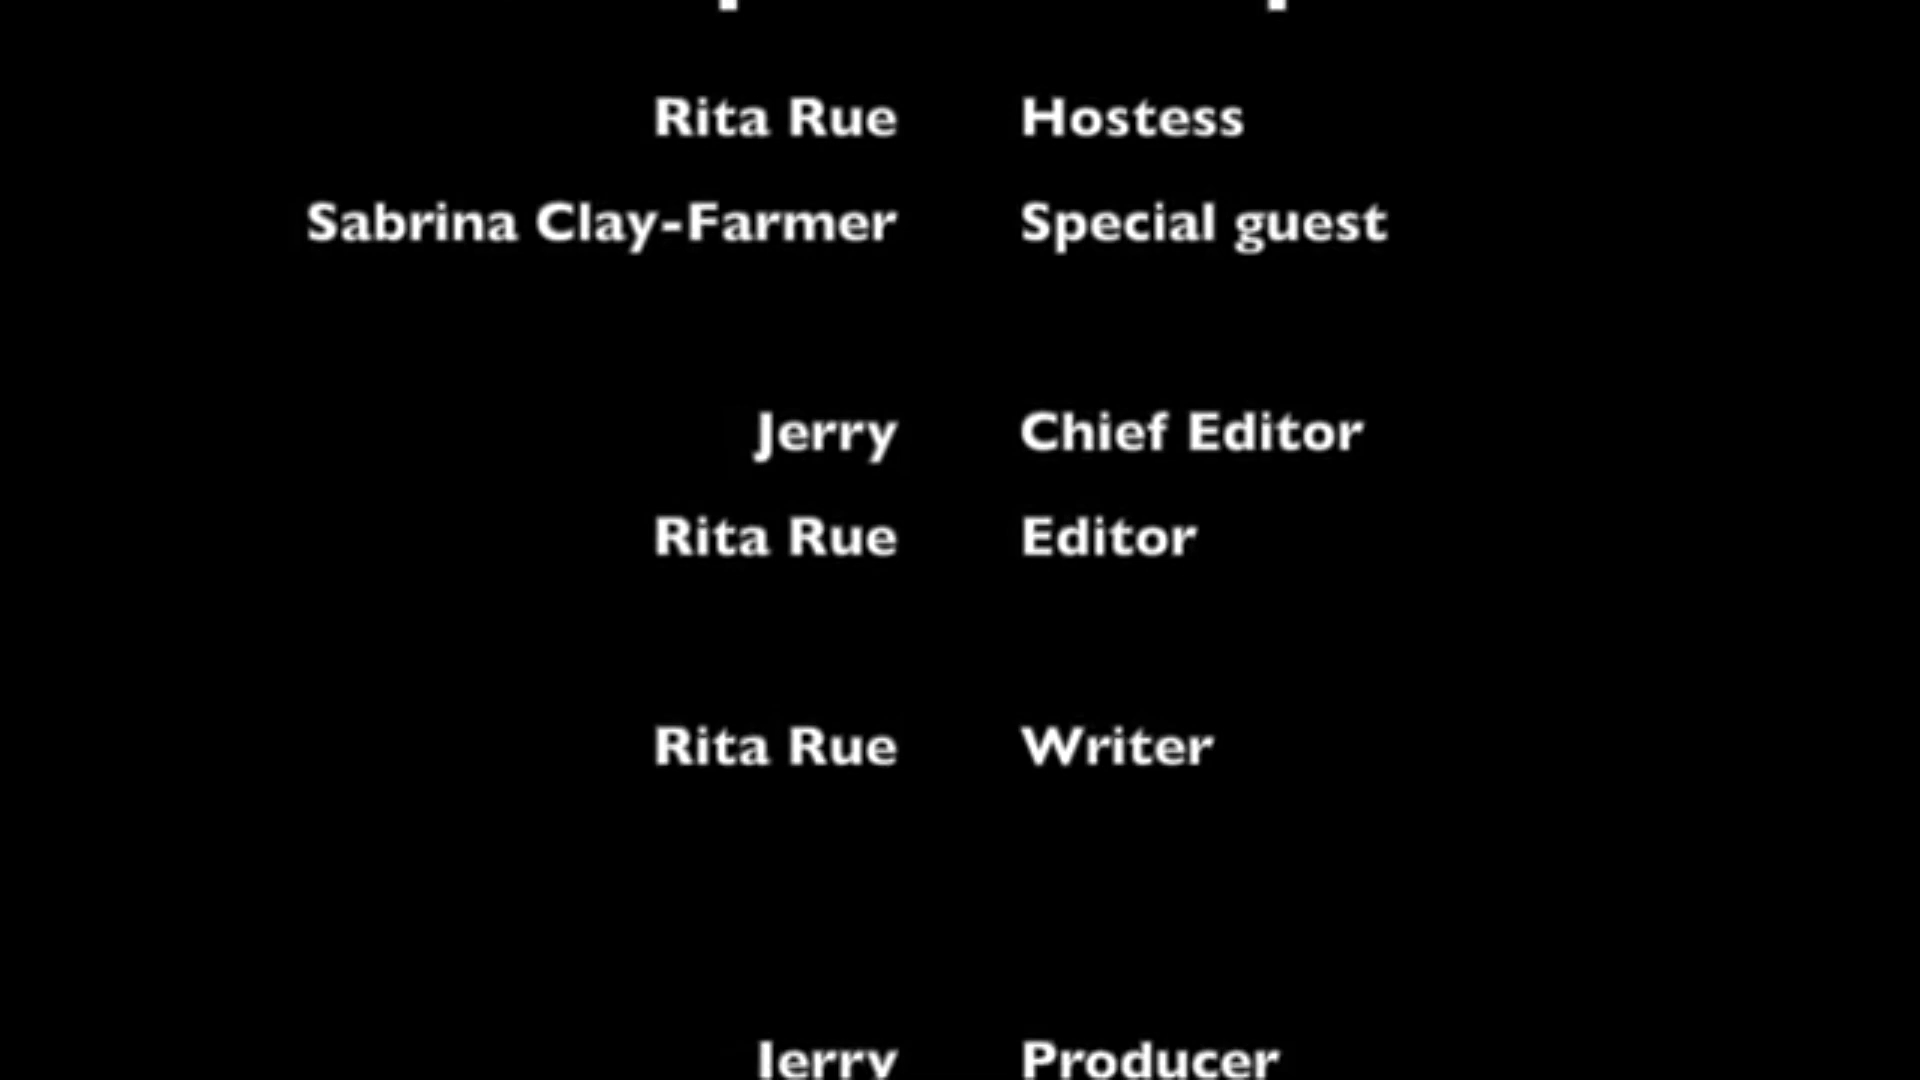 Rita Rue Hostess
Sabrina Clay-Farmer Special guest
Jerry Chief Editor
Rita Rue Editor
Rita Rue Writer
Jerry Producer